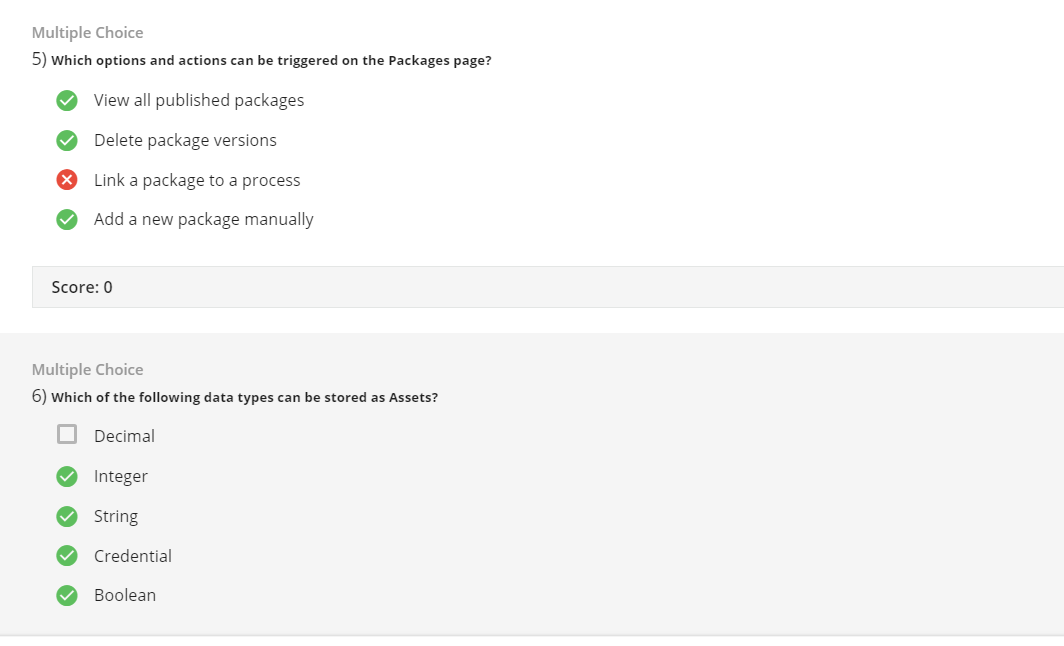 Multiple Choice
5) Which options and actions can be triggered on the Packages page?
View all published packages
Delete package versions
Link a package to a process
Add a new package manually
Score: 0
Multiple Choice
6) Which of the following data types can be stored as Assets?
Decimal
Integer
String
Credential
Boolean